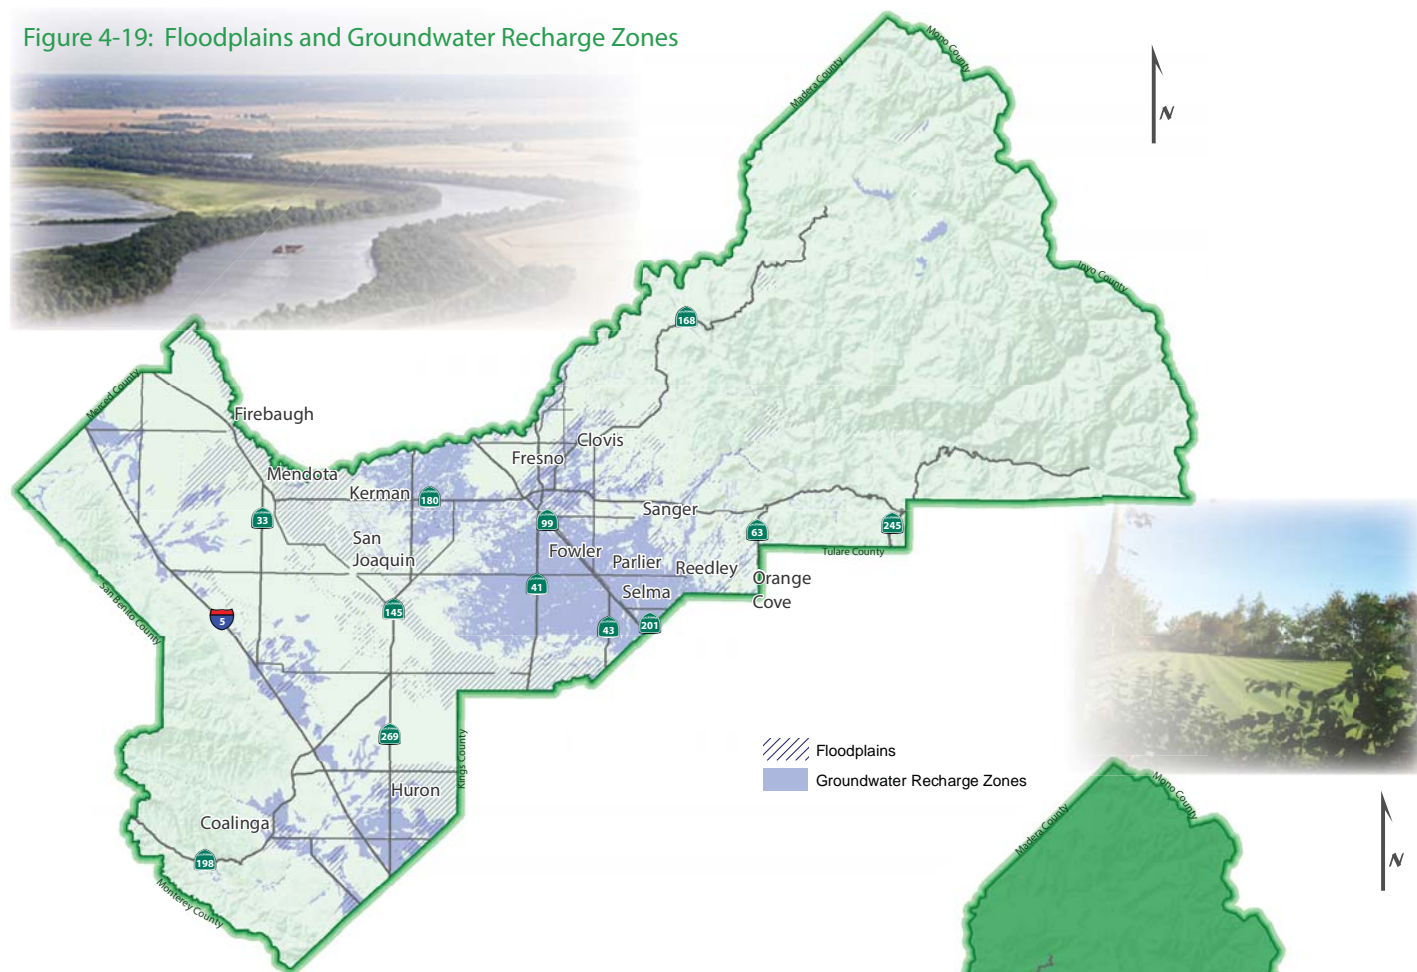 Figure 4-19: Floodplains and Groundwater Recharge Zones
Mono County
Madera County
N
Inyo County
168
Merced County
Firebaugh
Clovis
Fresno
Mendota
Kerman
180
Sanger
33
99
63
245
San
Joaquin
Fowler
Parlier
Reedley
Tulare County
Orange
Cove
41
Selma
San Benito County
5
145
43
201
269
Kings County
Floodplains
Groundwater Recharge Zones
Huron
Coalinga
198
Monterey County
Mono County
Madera County
N